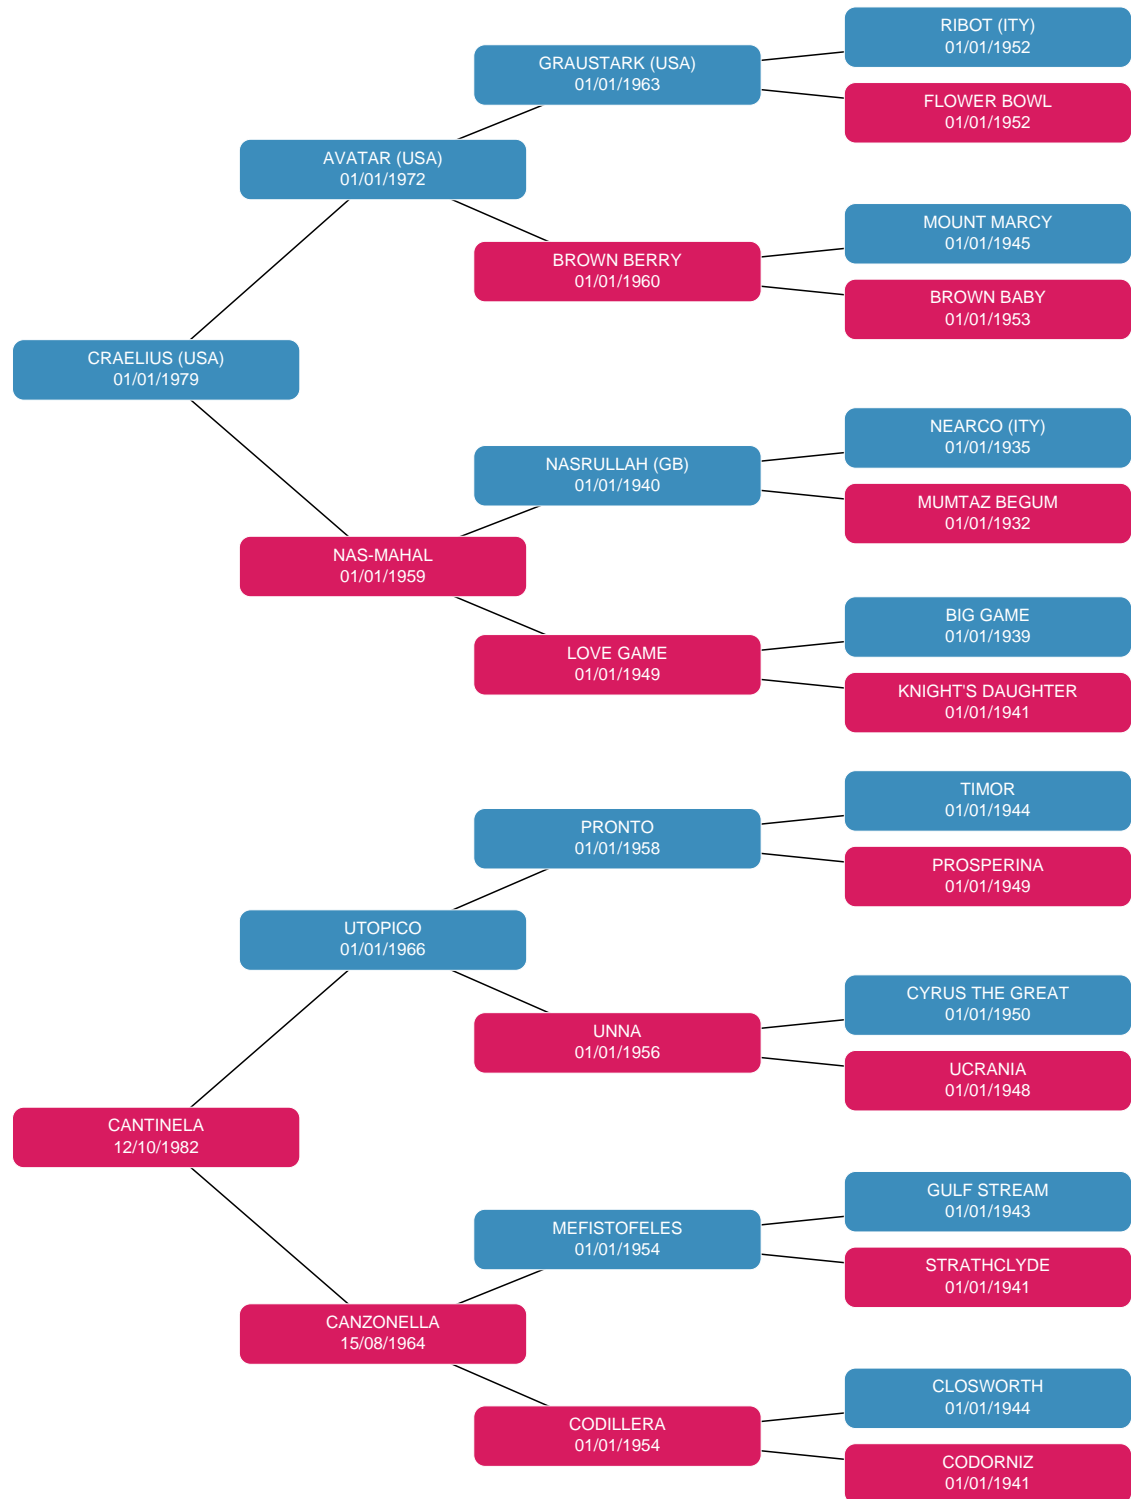 RIBOT (ITY)
01/01/1952
GRAUSTARK (USA)
01/01/1963
FLOWER BOWL
01/01/1952
AVATAR (USA)
01/01/1972
MOUNT MARCY
01/01/1945
BROWN BERRY
01/01/1960
BROWN BABY
01/01/1953
CRAELIUS (USA)
01/01/1979
NEARCO (ITY)
01/01/1935
NASRULLAH (GB)
01/01/1940
MUMTAZ BEGUM
01/01/1932
NAS-MAHAL
01/01/1959
BIG GAME
01/01/1939
LOVE GAME
01/01/1949
KNIGHT'S DAUGHTER
01/01/1941
TIMOR
01/01/1944
PRONTO
01/01/1958
PROSPERINA
01/01/1949
UTOPICO
01/01/1966
CYRUS THE GREAT
01/01/1950
UNNA
01/01/1956
UCRANIA
01/01/1948
CANTINELA
12/10/1982
GULF STREAM
01/01/1943
MEFISTOFELES
01/01/1954
STRATHCLYDE
01/01/1941
CANZONELLA
15/08/1964
CLOSWORTH
01/01/1944
CODILLERA
01/01/1954
CODORNIZ
01/01/1941